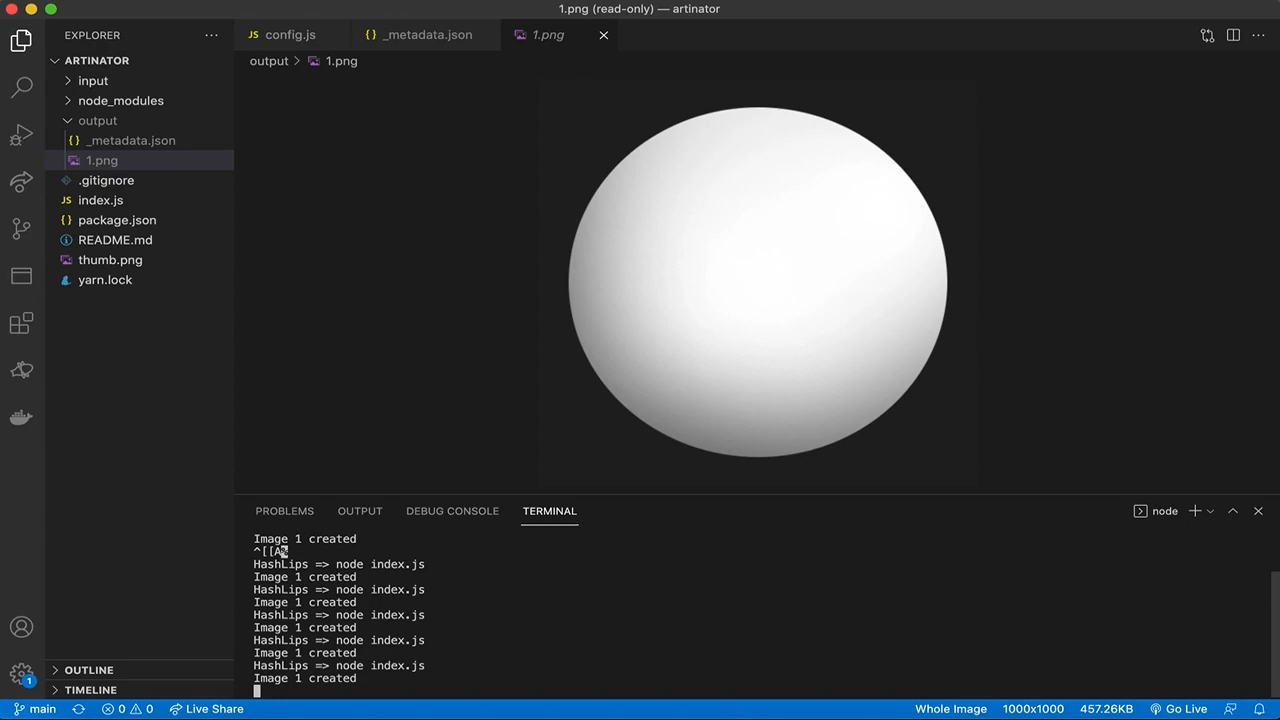 1.png (read-only) — artinator
EXPLORER
config.js
_metadata.json
1.png
output > 1.png
ARTINATOR
input
node_modules
output
_metadata.json
1.png
.gitignore
index.js
package.json
README.md
thumb.png
yarn.lock
OUTLINE
TIMELINE
PROBLEMS OUTPUT DEBUG CONSOLE TERMINAL
node
Image 1 created
^[[A%
HashLips => node index.js
Image 1 created
HashLips => node index.js
Image 1 created
HashLips => node index.js
Image 1 created
HashLips => node index.js
Image 1 created
HashLips => node index.js
Image 1 created
1
main 0 0 Live Share Whole Image 1000x1000 457.26KB Go Live